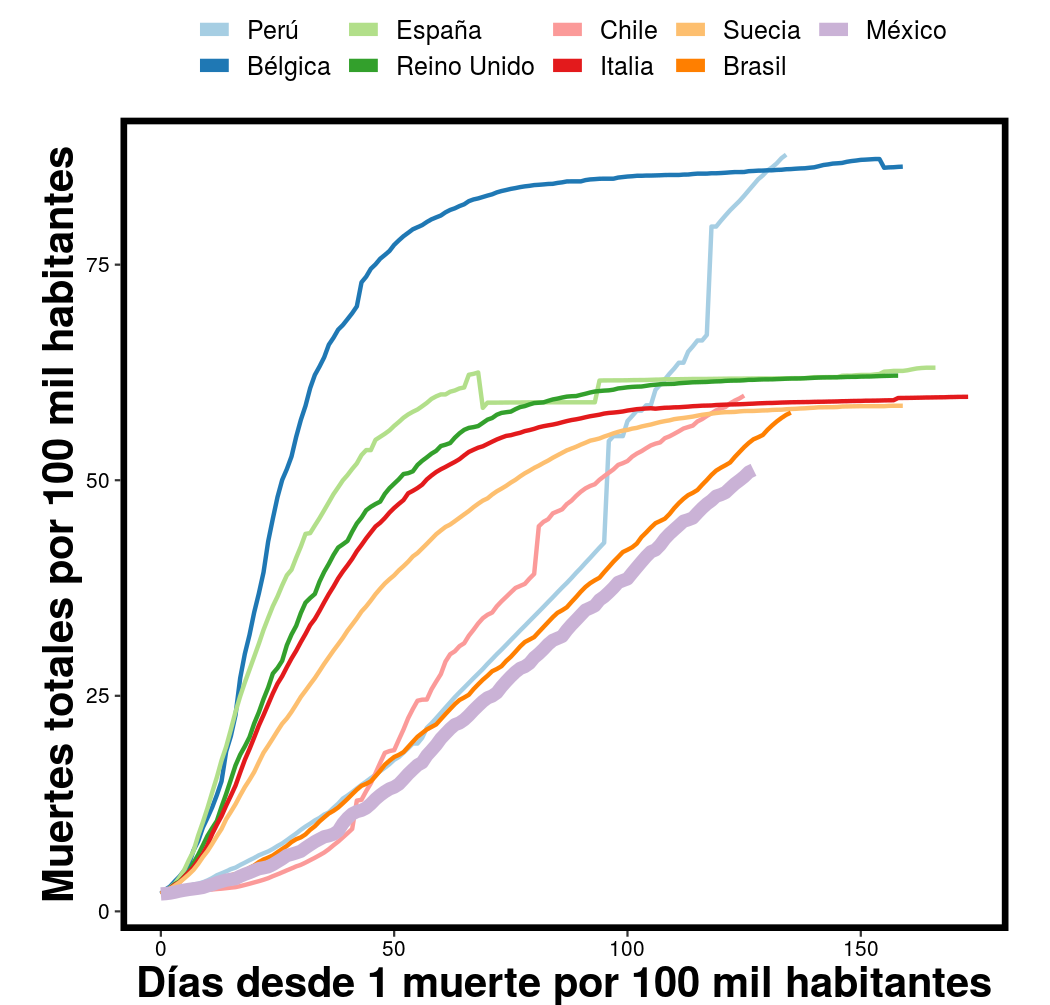 Perú España Chile Suecia México
Bélgica Reino Unido Italia Brasil
Muertes totales por 100 mil habitantes
75
50
25
0
0 50 100 150
Días desde 1 muerte por 100 mil habitantes